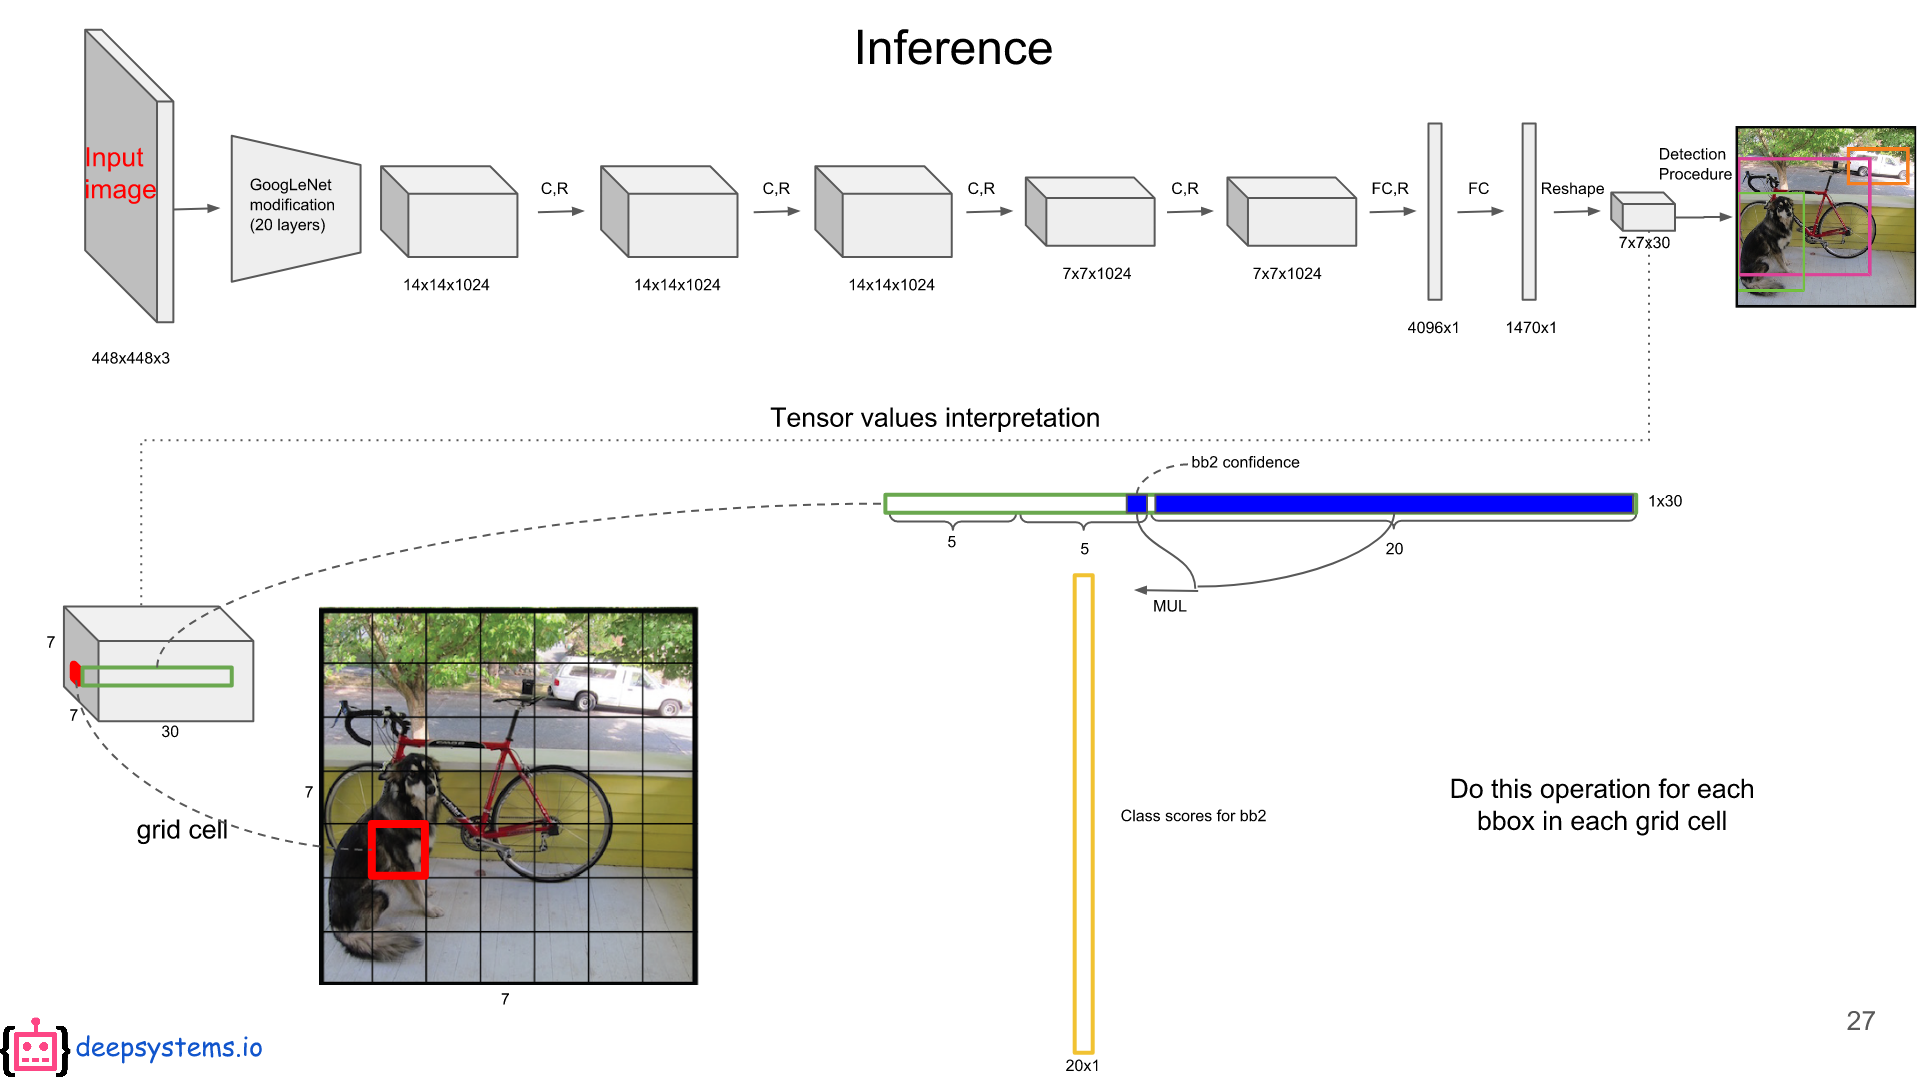 Inference
Input
image
GoogLeNet
modification
(20 layers)
C,R
C,R
C,R
C,R
FC,R
FC
Reshape
Detection
Procedure
448x448x3
14x14x1024
14x14x1024
14x14x1024
7x7x1024
7x7x1024
4096x1
1470x1
7x7x30
Tensor values interpretation
bb2 confidence
1x30
5
5
20
MUL
7
7
30
grid cell
7
7
Class scores for bb2
20x1
Do this operation for each
bbox in each grid cell
27
deepsystems.io